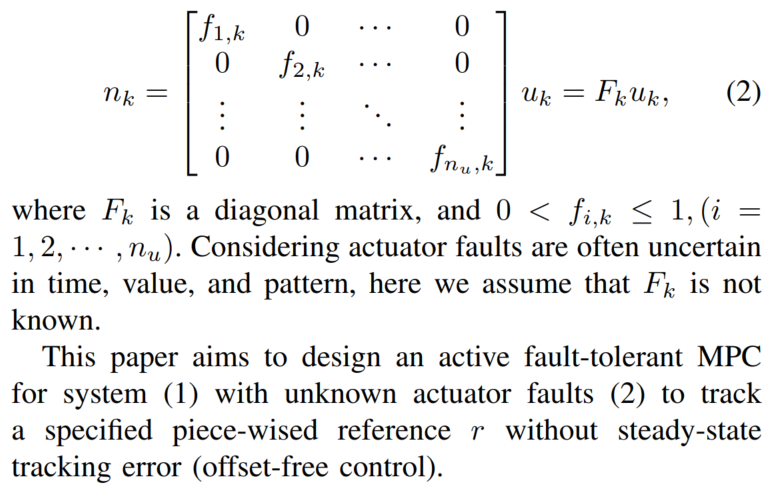 n_k = \begin{bmatrix} f_{1,k} & 0 & \cdots & 0 \\ 0 & f_{2,k} & \cdots & 0 \\ \vdots & \vdots & \ddots & \vdots \\ 0 & 0 & \cdots & f_{n_u,k} \end{bmatrix} u_k = F_k u_k, (2)
where F_k is a diagonal matrix, and 0 < f_{i,k} ≤ 1, (i =
1, 2, ⋯ , n_u). Considering actuator faults are often uncertain
in time, value, and pattern, here we assume that F_k is not
known.
This paper aims to design an active fault-tolerant MPC
for system (1) with unknown actuator faults (2) to track
a specified piece-wised reference r without steady-state
tracking error (offset-free control).